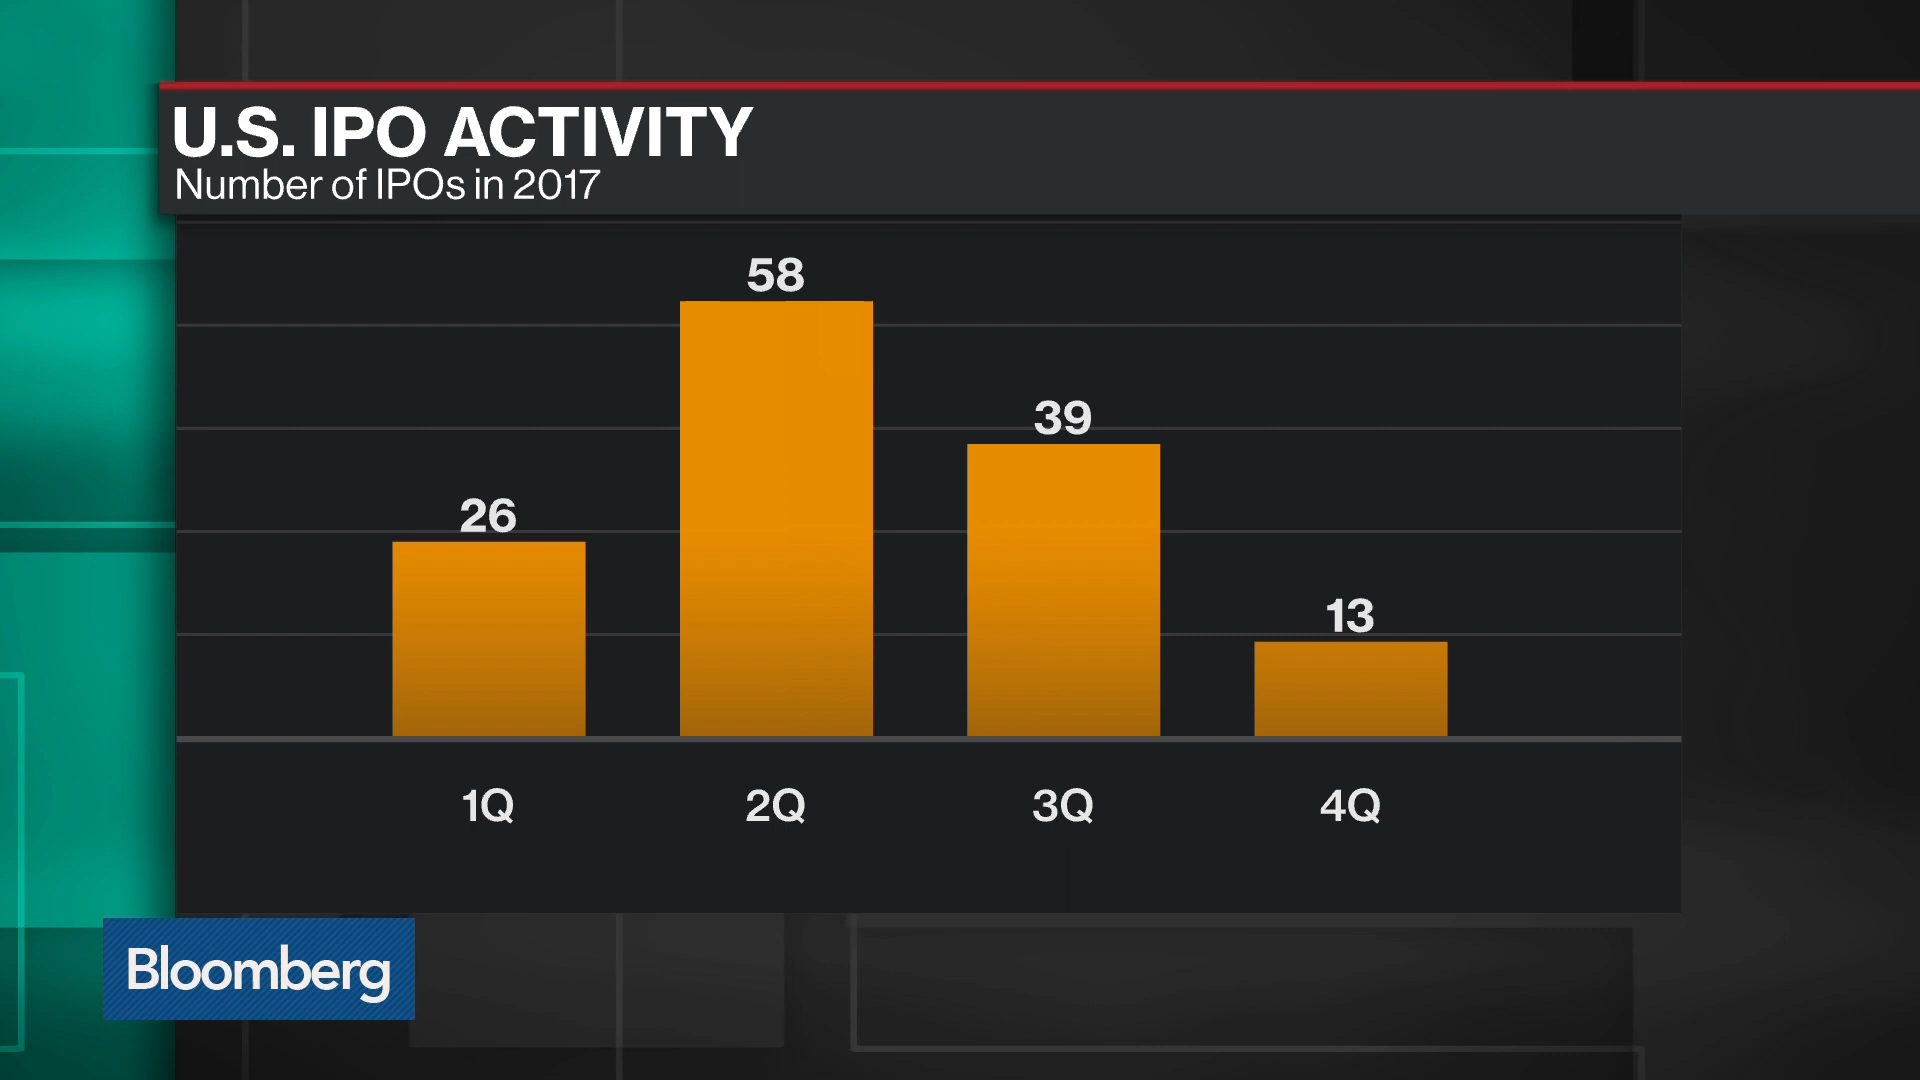 U.S. IPO ACTIVITY
Number of IPOs in 2017
58
39
26
13
1Q 2Q 3Q 4Q
Bloomberg